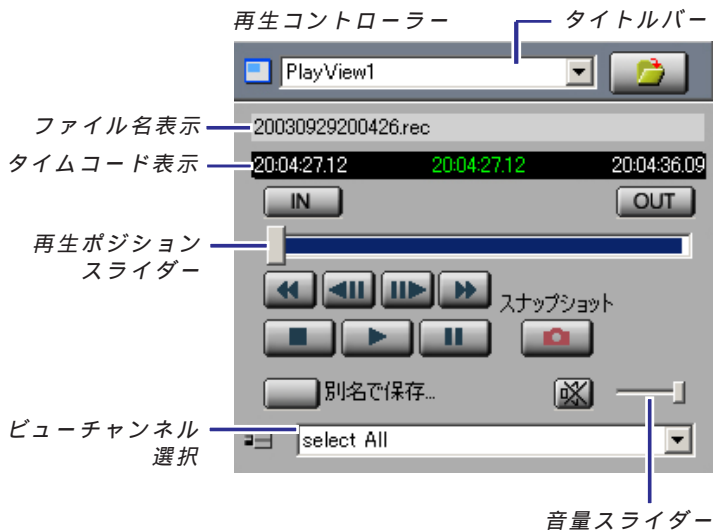 再生コントローラー
タイトルバー
PlayView1
ファイル名表示
20030929200426.rec
タイムコード表示
20:04:27.12 20:04:27.12 20:04:36.09
IN
OUT
再生ポジション
スライダー
スナップショット
別名で保存...
ビューチャンネル
選択
select All
音量スライダー